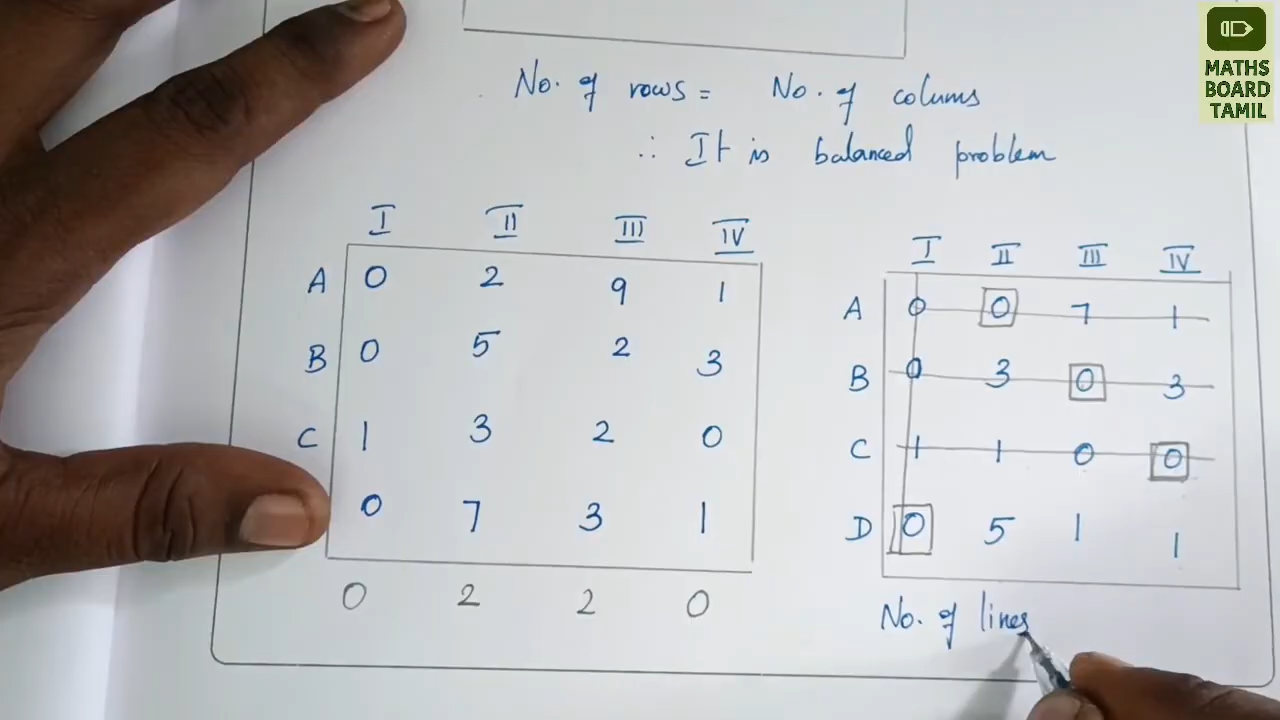 No. of rows = No. of colums
∴ It is balanced problem
I II III IV
A 0 2 9 1
B 0 5 2 3
C 1 3 2 0
0 7 3 1
0 2 2 0
I II III IV
A 0 0 7 1
B 0 3 0 3
C 1 1 0 0
D 0 5 1 1
No. of lines
MATHS
BOARD
TAMIL